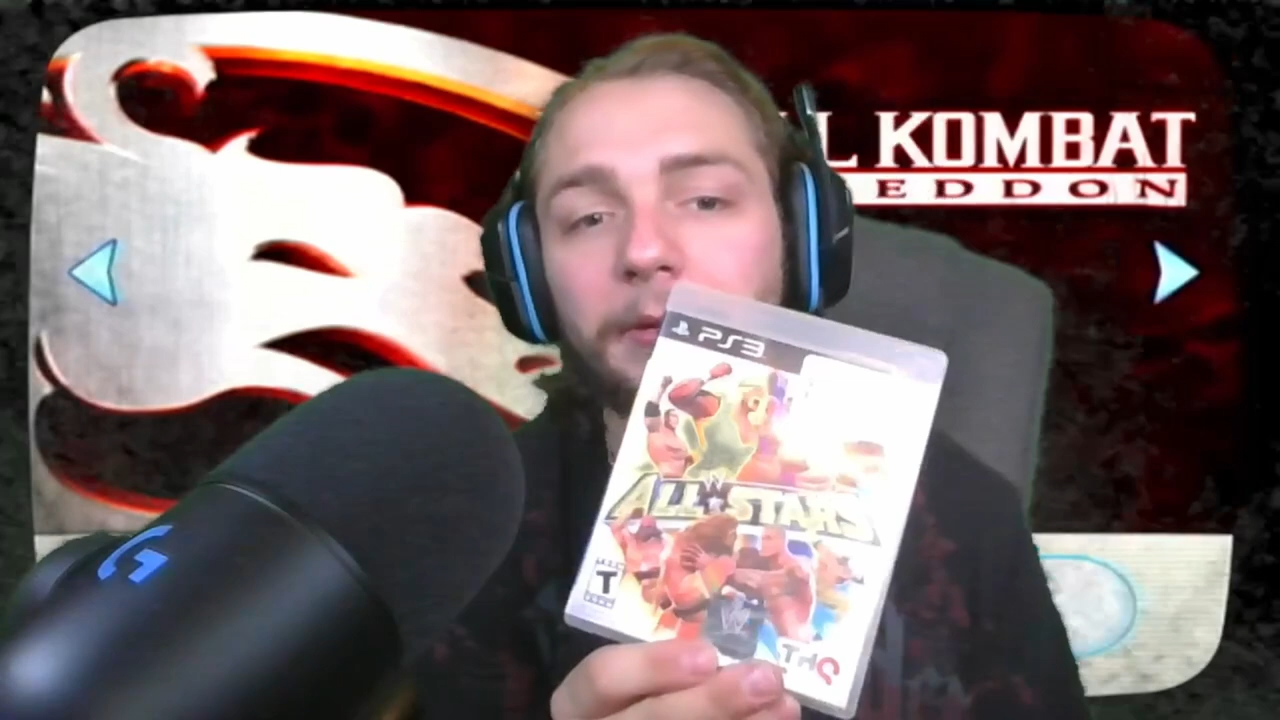 L KOMBAT
EDDON
PS3
ALL STARS
T
W
THQ
G